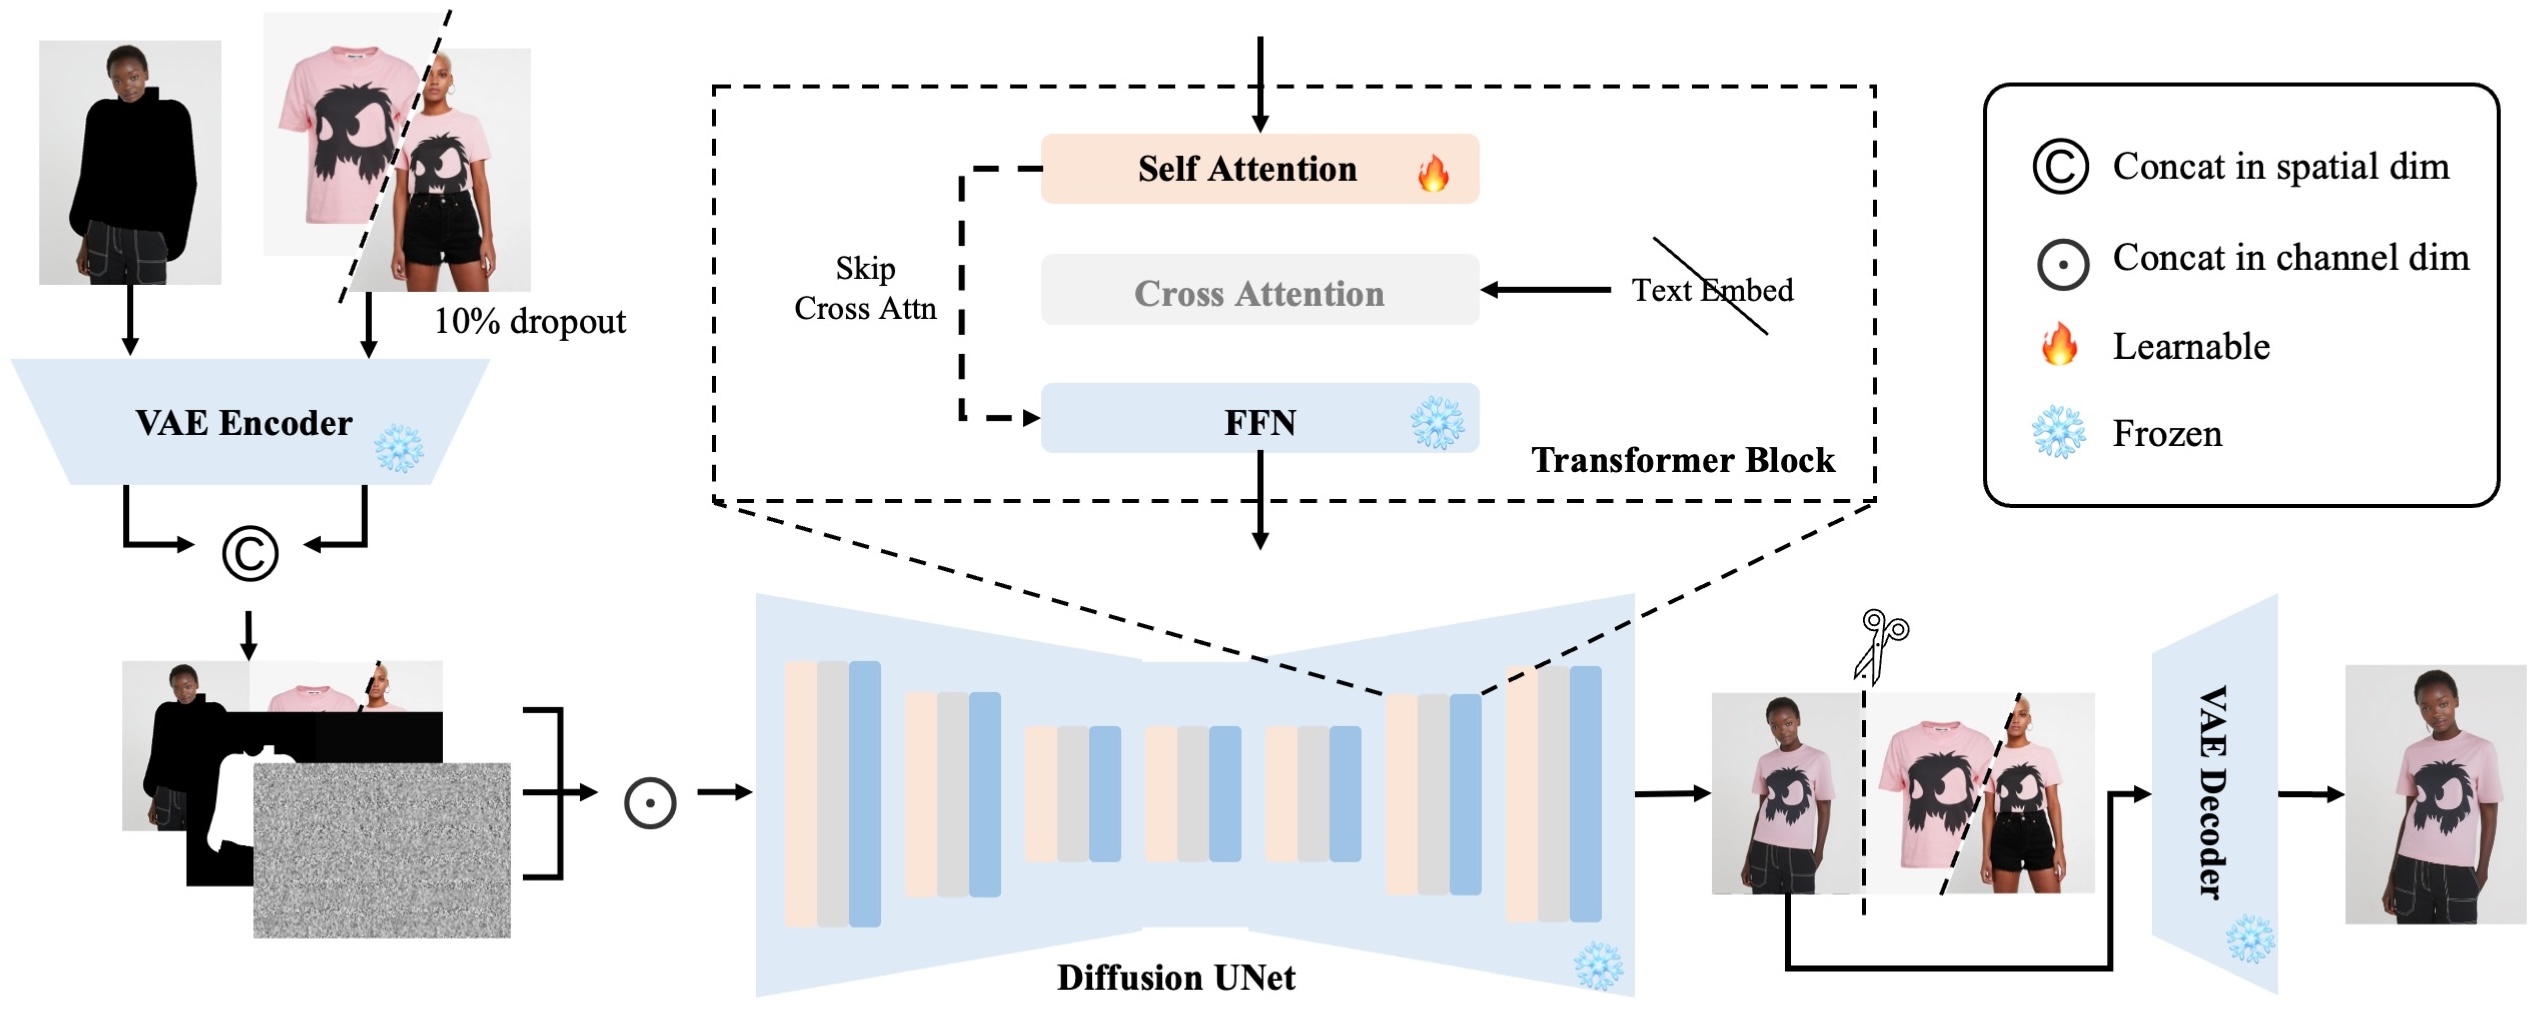 10% dropout
VAE Encoder
©
Self Attention
Skip
Cross Attn
Cross Attention
Text Embed
FFN
Transformer Block
© Concat in spatial dim
Concat in channel dim
Learnable
Frozen
Diffusion UNet
VAE Decoder